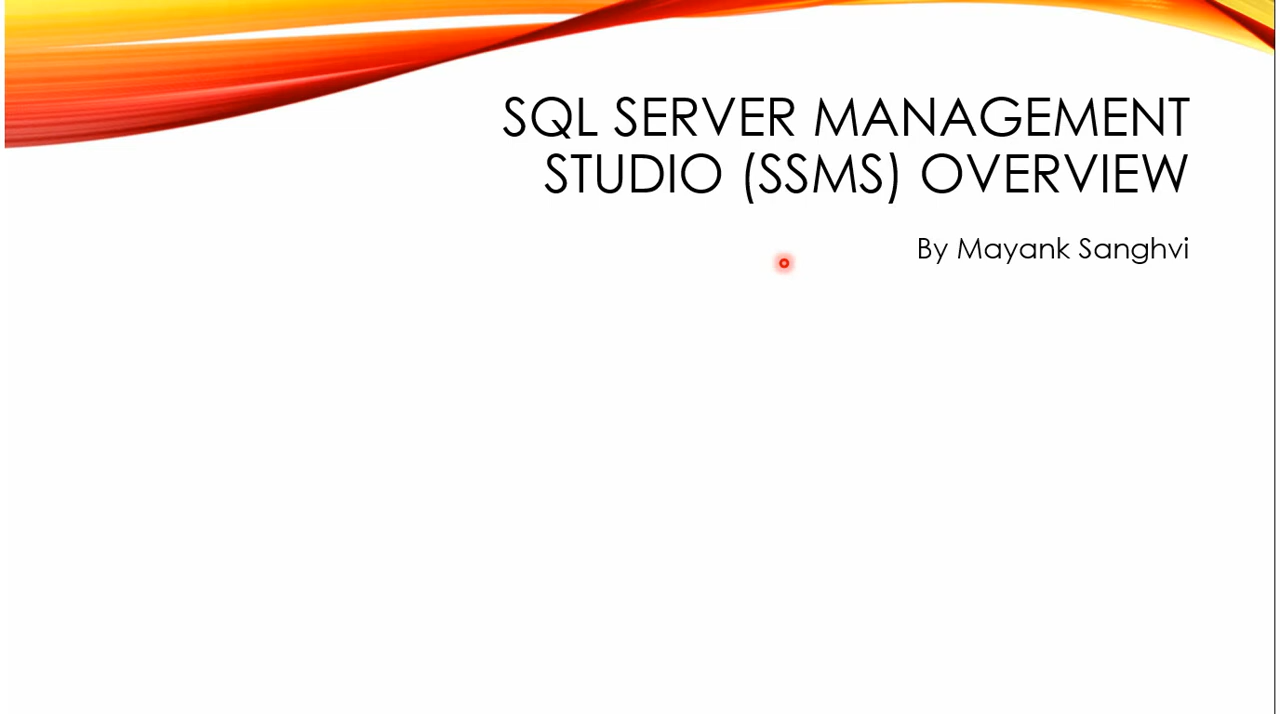 SQL SERVER MANAGEMENT
STUDIO (SSMS) OVERVIEW
By Mayank Sanghvi